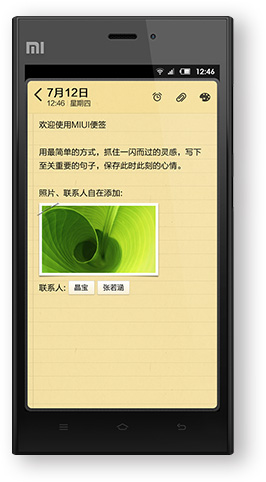 mi
12:46
7月12日
12:46 星期四
欢迎使用MIUI便签
用最简单的方式，抓住一闪而过的灵感，写下
至关重要的句子，保存此时此刻的心情。
照片、联系人自在添加:
联系人: 晶宝 张若涵